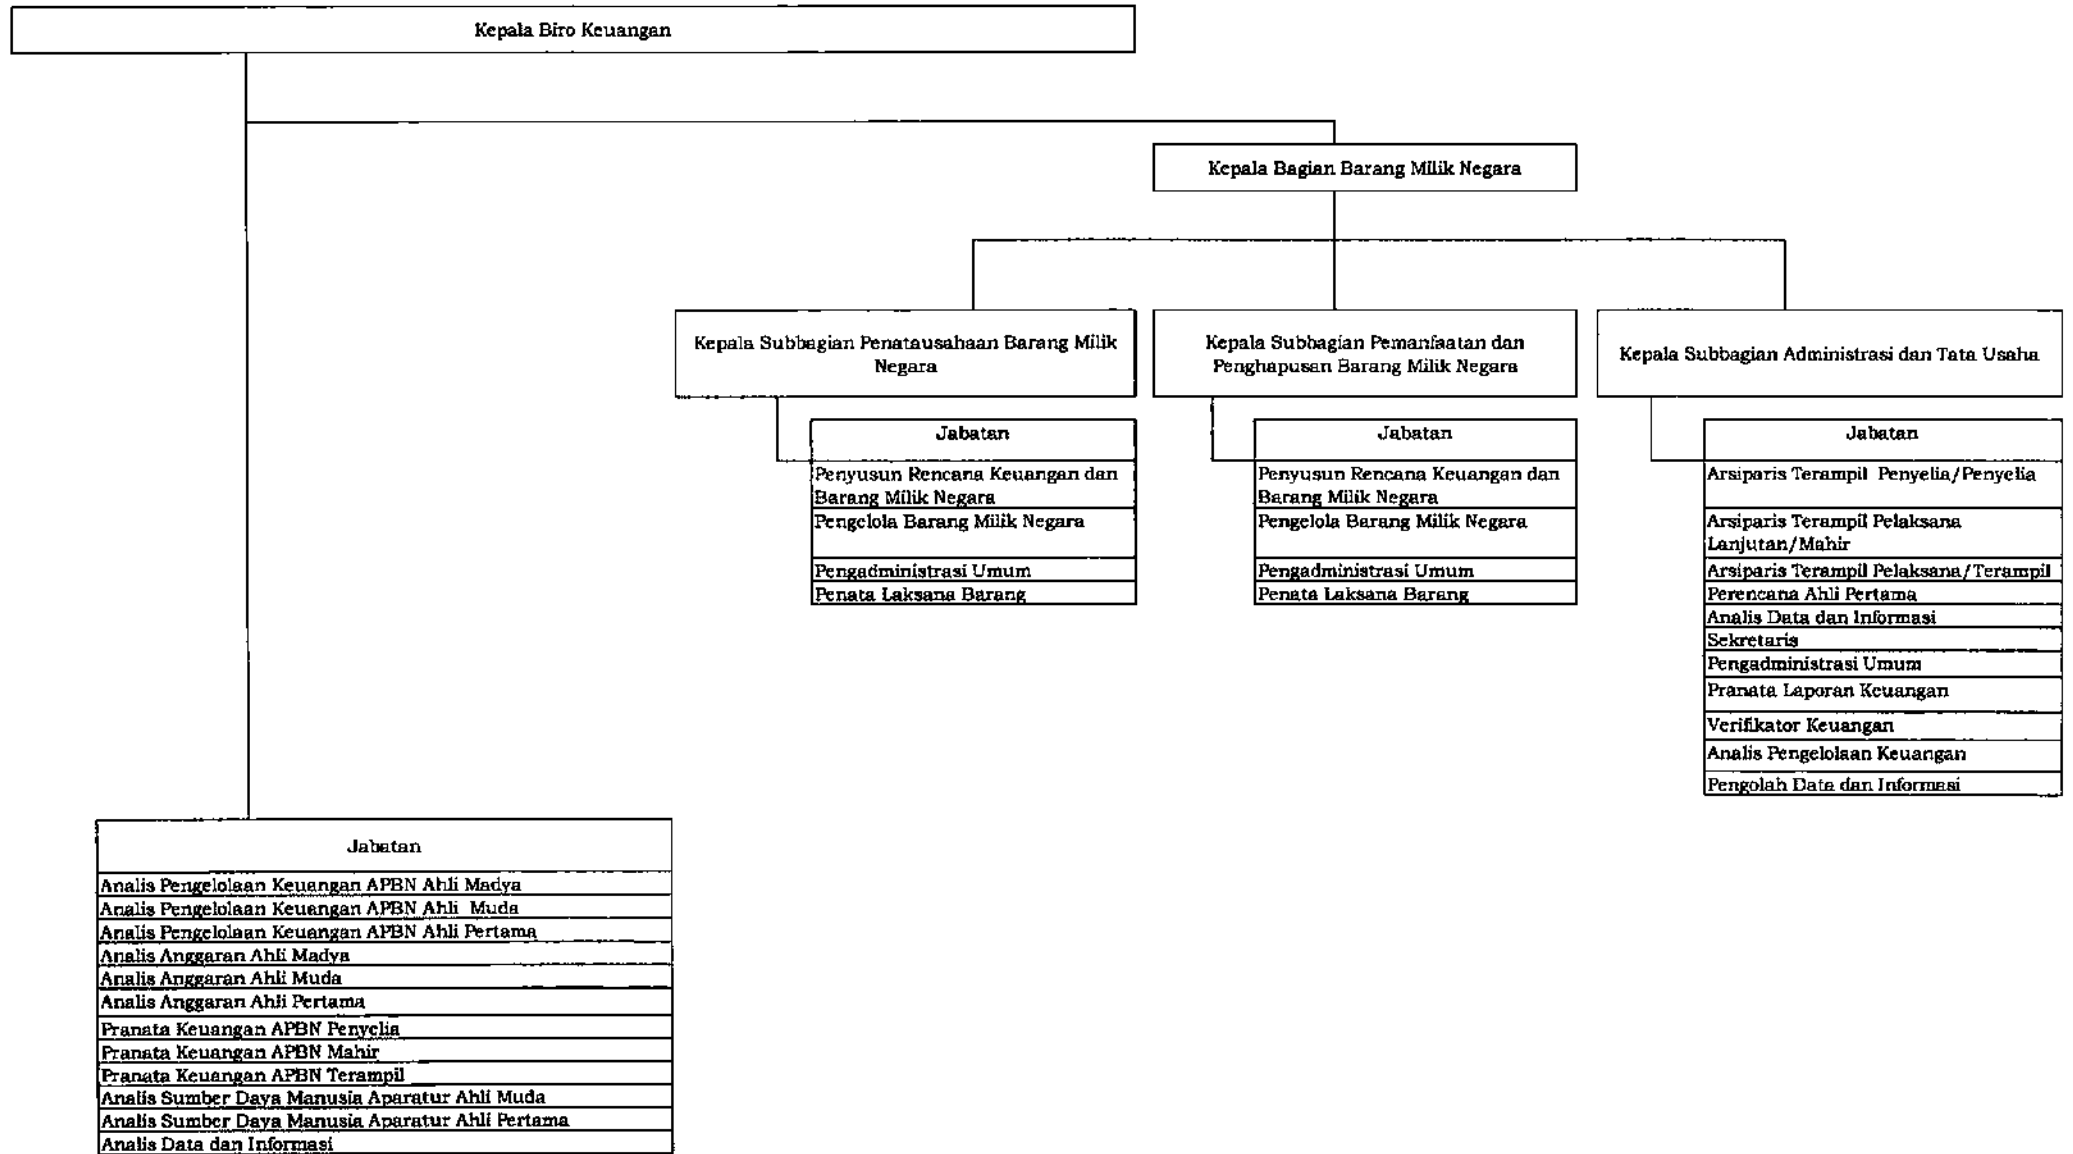 Kepala Biro Keuangan
Kepala Bagian Barang Milik Negara
Kepala Subbagian Penatausahaan Barang Milik
Negara
Kepala Subbagian Pemanfaatan dan
Penghapusan Barang Milik Negara
Kepala Subbagian Administrasi dan Tata Usaha
Jabatan
Penyusun Rencana Keuangan dan
Barang Milik Negara
Pengelola Barang Milik Negara
Pengadministrasi Umum
Penata Laksana Barang
Jabatan
Penyusun Rencana Keuangan dan
Barang Milik Negara
Pengelola Barang Milik Negara
Pengadministrasi Umum
Penata Laksana Barang
Jabatan
Arsiparis Terampil Penyelia/Penyelia
Arsiparis Terampil Pelaksana
Lanjutan/Mahir
Arsiparis Terampil Pelaksana/Terampil
Perencana Ahli Pertama
Analis Data dan Informasi
Sekretaris
Pengadministrasi Umum
Pranata Laporan Keuangan
Verifikator Keuangan
Analis Pengelolaan Keuangan
Pengolah Data dan Informasi
Jabatan
Analis Pengelolaan Keuangan APBN Ahli Madya
Analis Pengelolaan Keuangan APBN Ahli Muda
Analis Pengelolaan Keuangan APBN Ahli Pertama
Analis Anggaran Ahli Madya
Analis Anggaran Ahli Muda
Analis Anggaran Ahli Pertama
Pranata Keuangan APBN Penyelia
Pranata Keuangan APBN Mahir
Pranata Keuangan APBN Terampil
Analis Sumber Daya Manusia Aparatur Ahli Muda
Analis Sumber Daya Manusia Aparatur Ahli Pertama
Analis Data dan Informasi